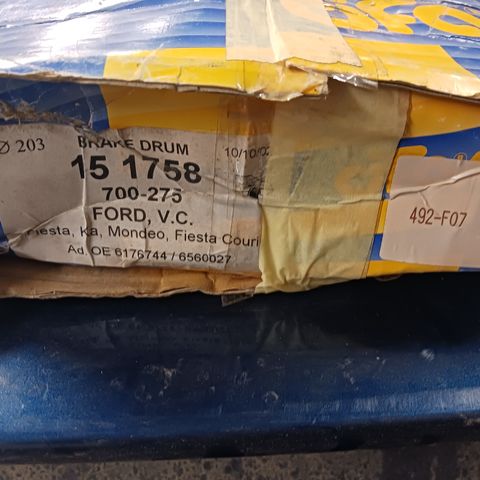 Ø 203
BRAKE DRUM
10/10/02
15 1758
700-275
FORD, V.C.
Fiesta, Ka, Mondeo, Fiesta Couri
Ad. OE 6176744 / 6560027
492-F07